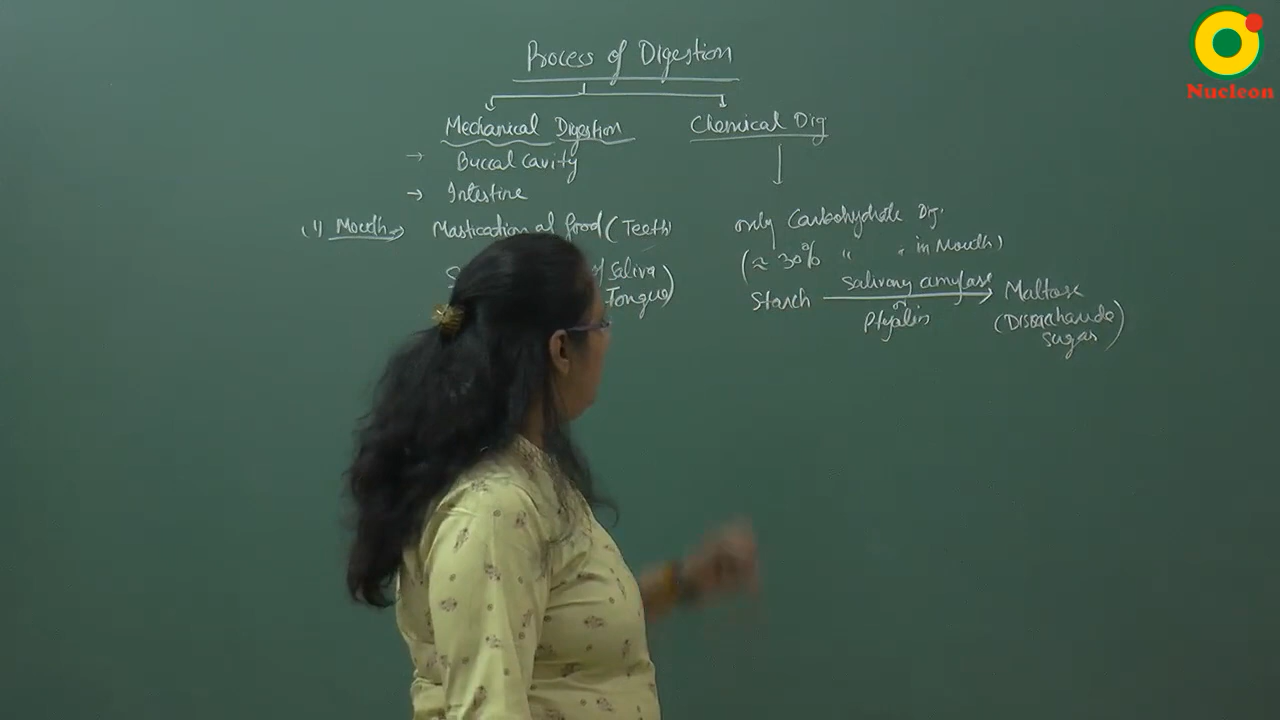 Process of Digestion
Mechanical Digestion
Chemical Dig.
→ Buccal cavity
→ Intestine
(1) Mouth →
Mastication of food (Teeth)
of Saliva
Tongue)
only Carbohydrate Dig.
(≈ 30% " " in Mouth)
Starch salivary amylase → Maltose
or
Ptyalin
(Disaccharide
sugar)
Nucleon